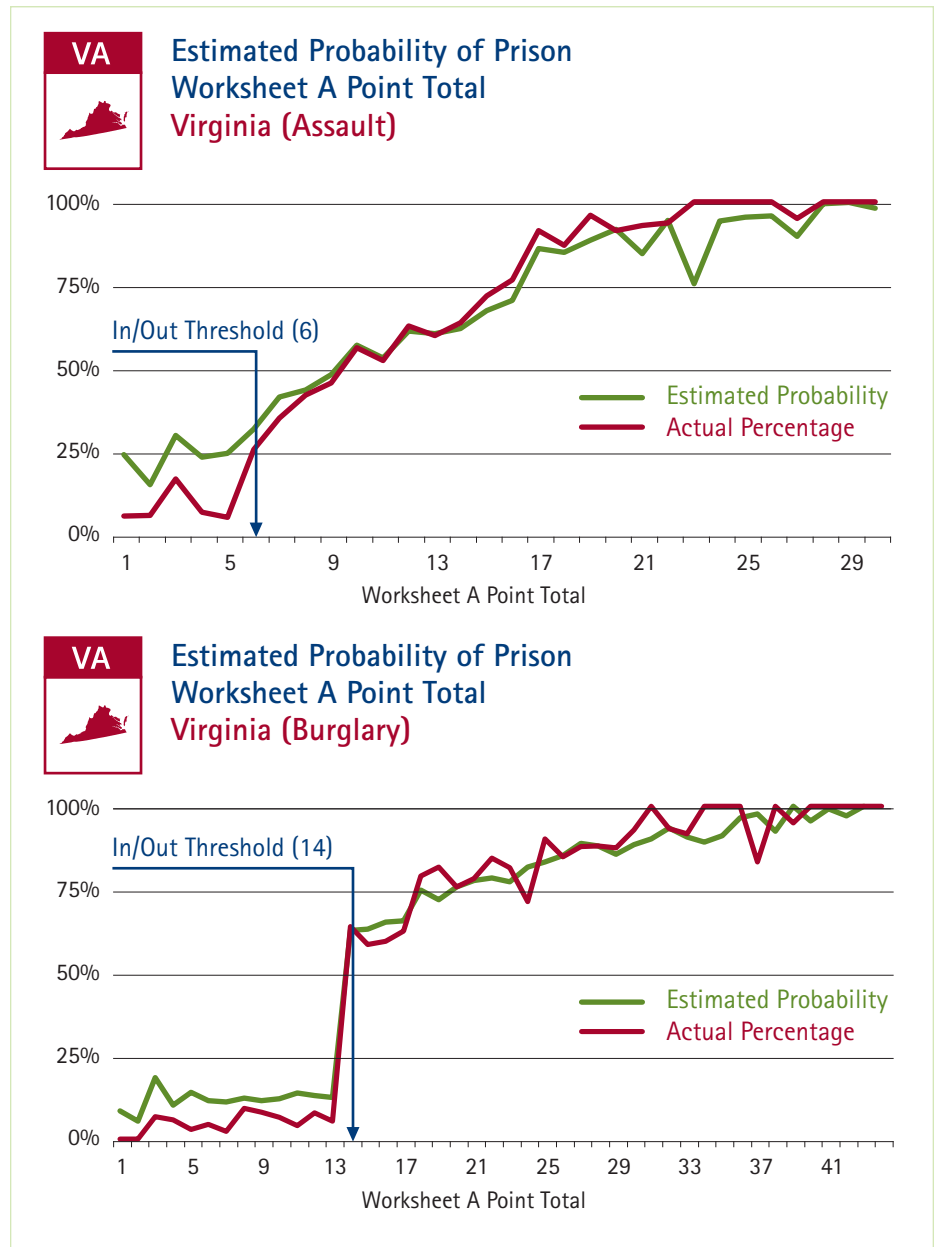 VA
Estimated Probability of Prison
Worksheet A Point Total
Virginia (Assault)
100%
75%
In/Out Threshold (6)
50%
Estimated Probability
Actual Percentage
25%
0%
1 5 9 13 17 21 25 29
Worksheet A Point Total
VA
Estimated Probability of Prison
Worksheet A Point Total
Virginia (Burglary)
100%
In/Out Threshold (14)
75%
50%
Estimated Probability
Actual Percentage
25%
0%
1 5 9 13 17 21 25 29 33 37 41
Worksheet A Point Total